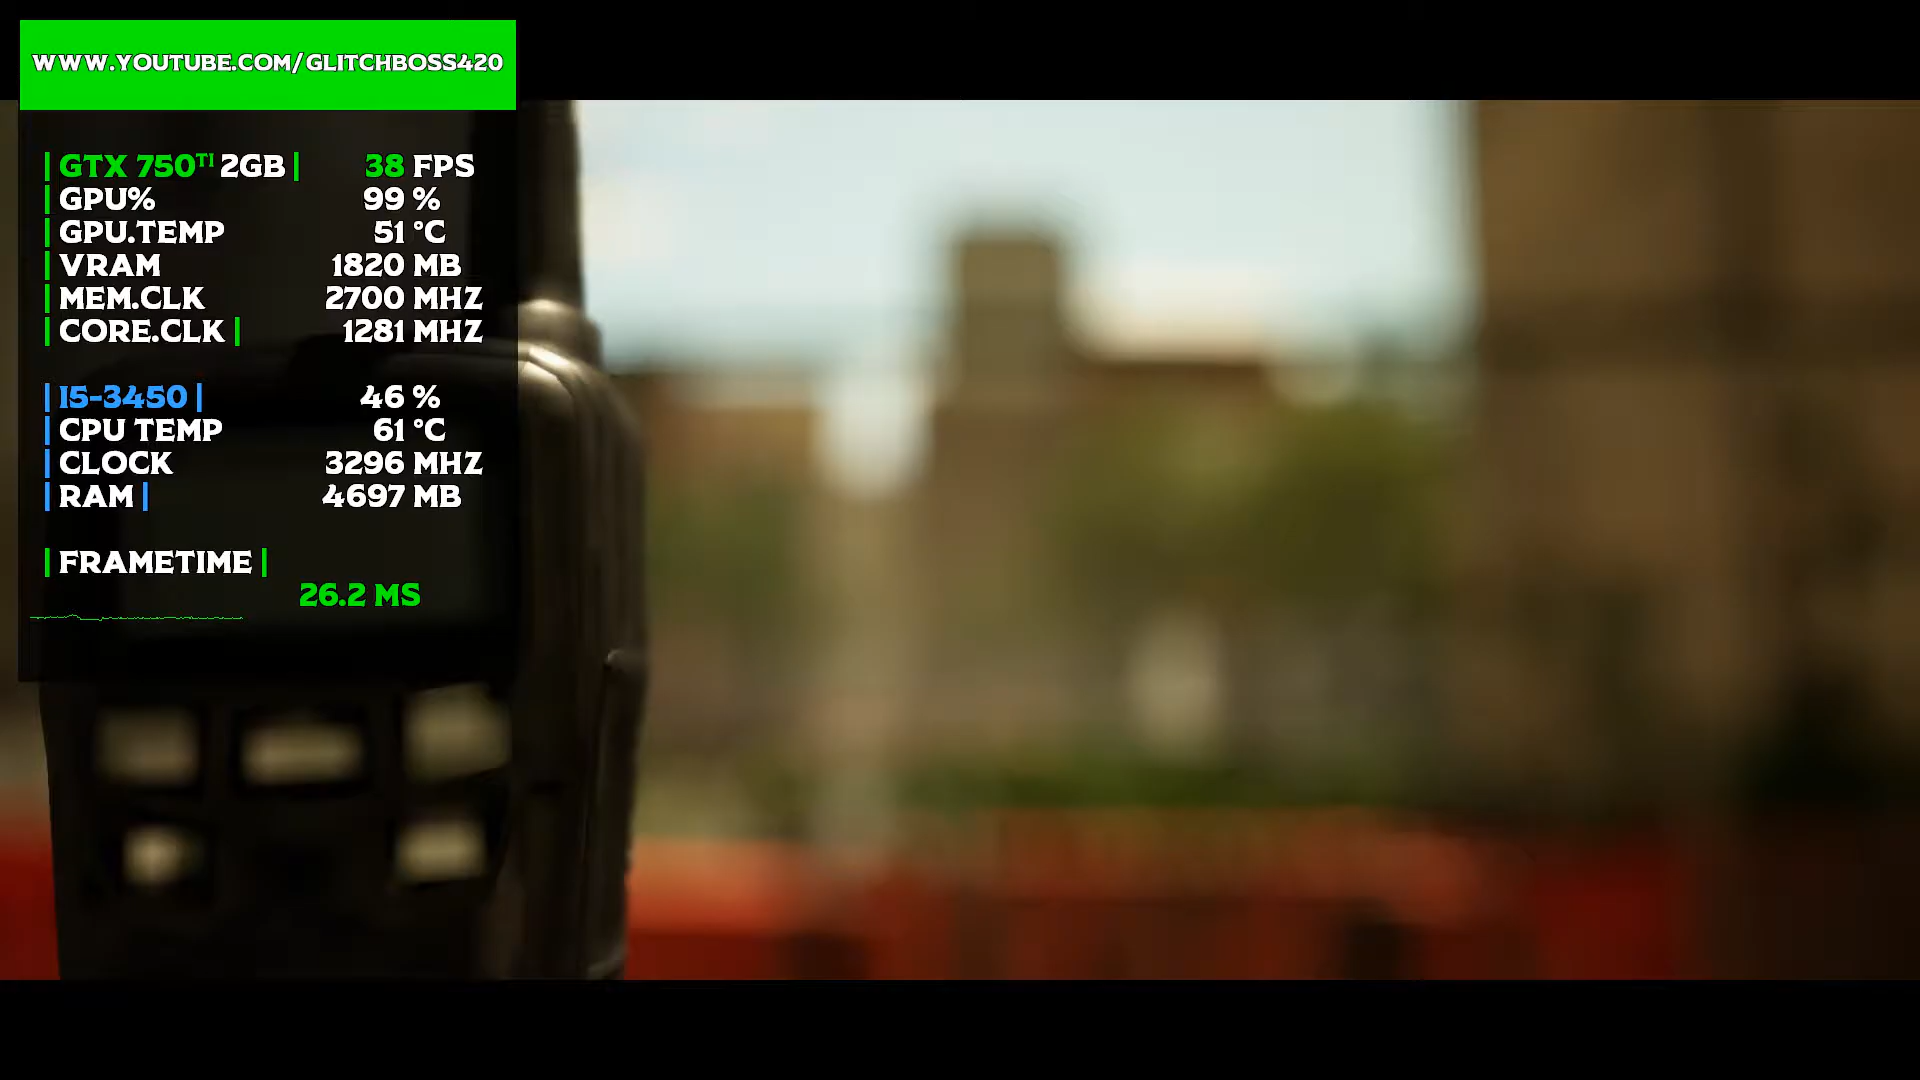 WWW.YOUTUBE.COM/GLITCHBOSS420
| GTX 750TI 2GB | 38 FPS
| GPU% 99 %
| GPU.TEMP 51 °C
| VRAM 1820 MB
| MEM.CLK 2700 MHZ
| CORE.CLK | 1281 MHZ
| I5-3450 | 46 %
| CPU TEMP 61 °C
| CLOCK 3296 MHZ
| RAM | 4697 MB
| FRAMETIME |
26.2 MS